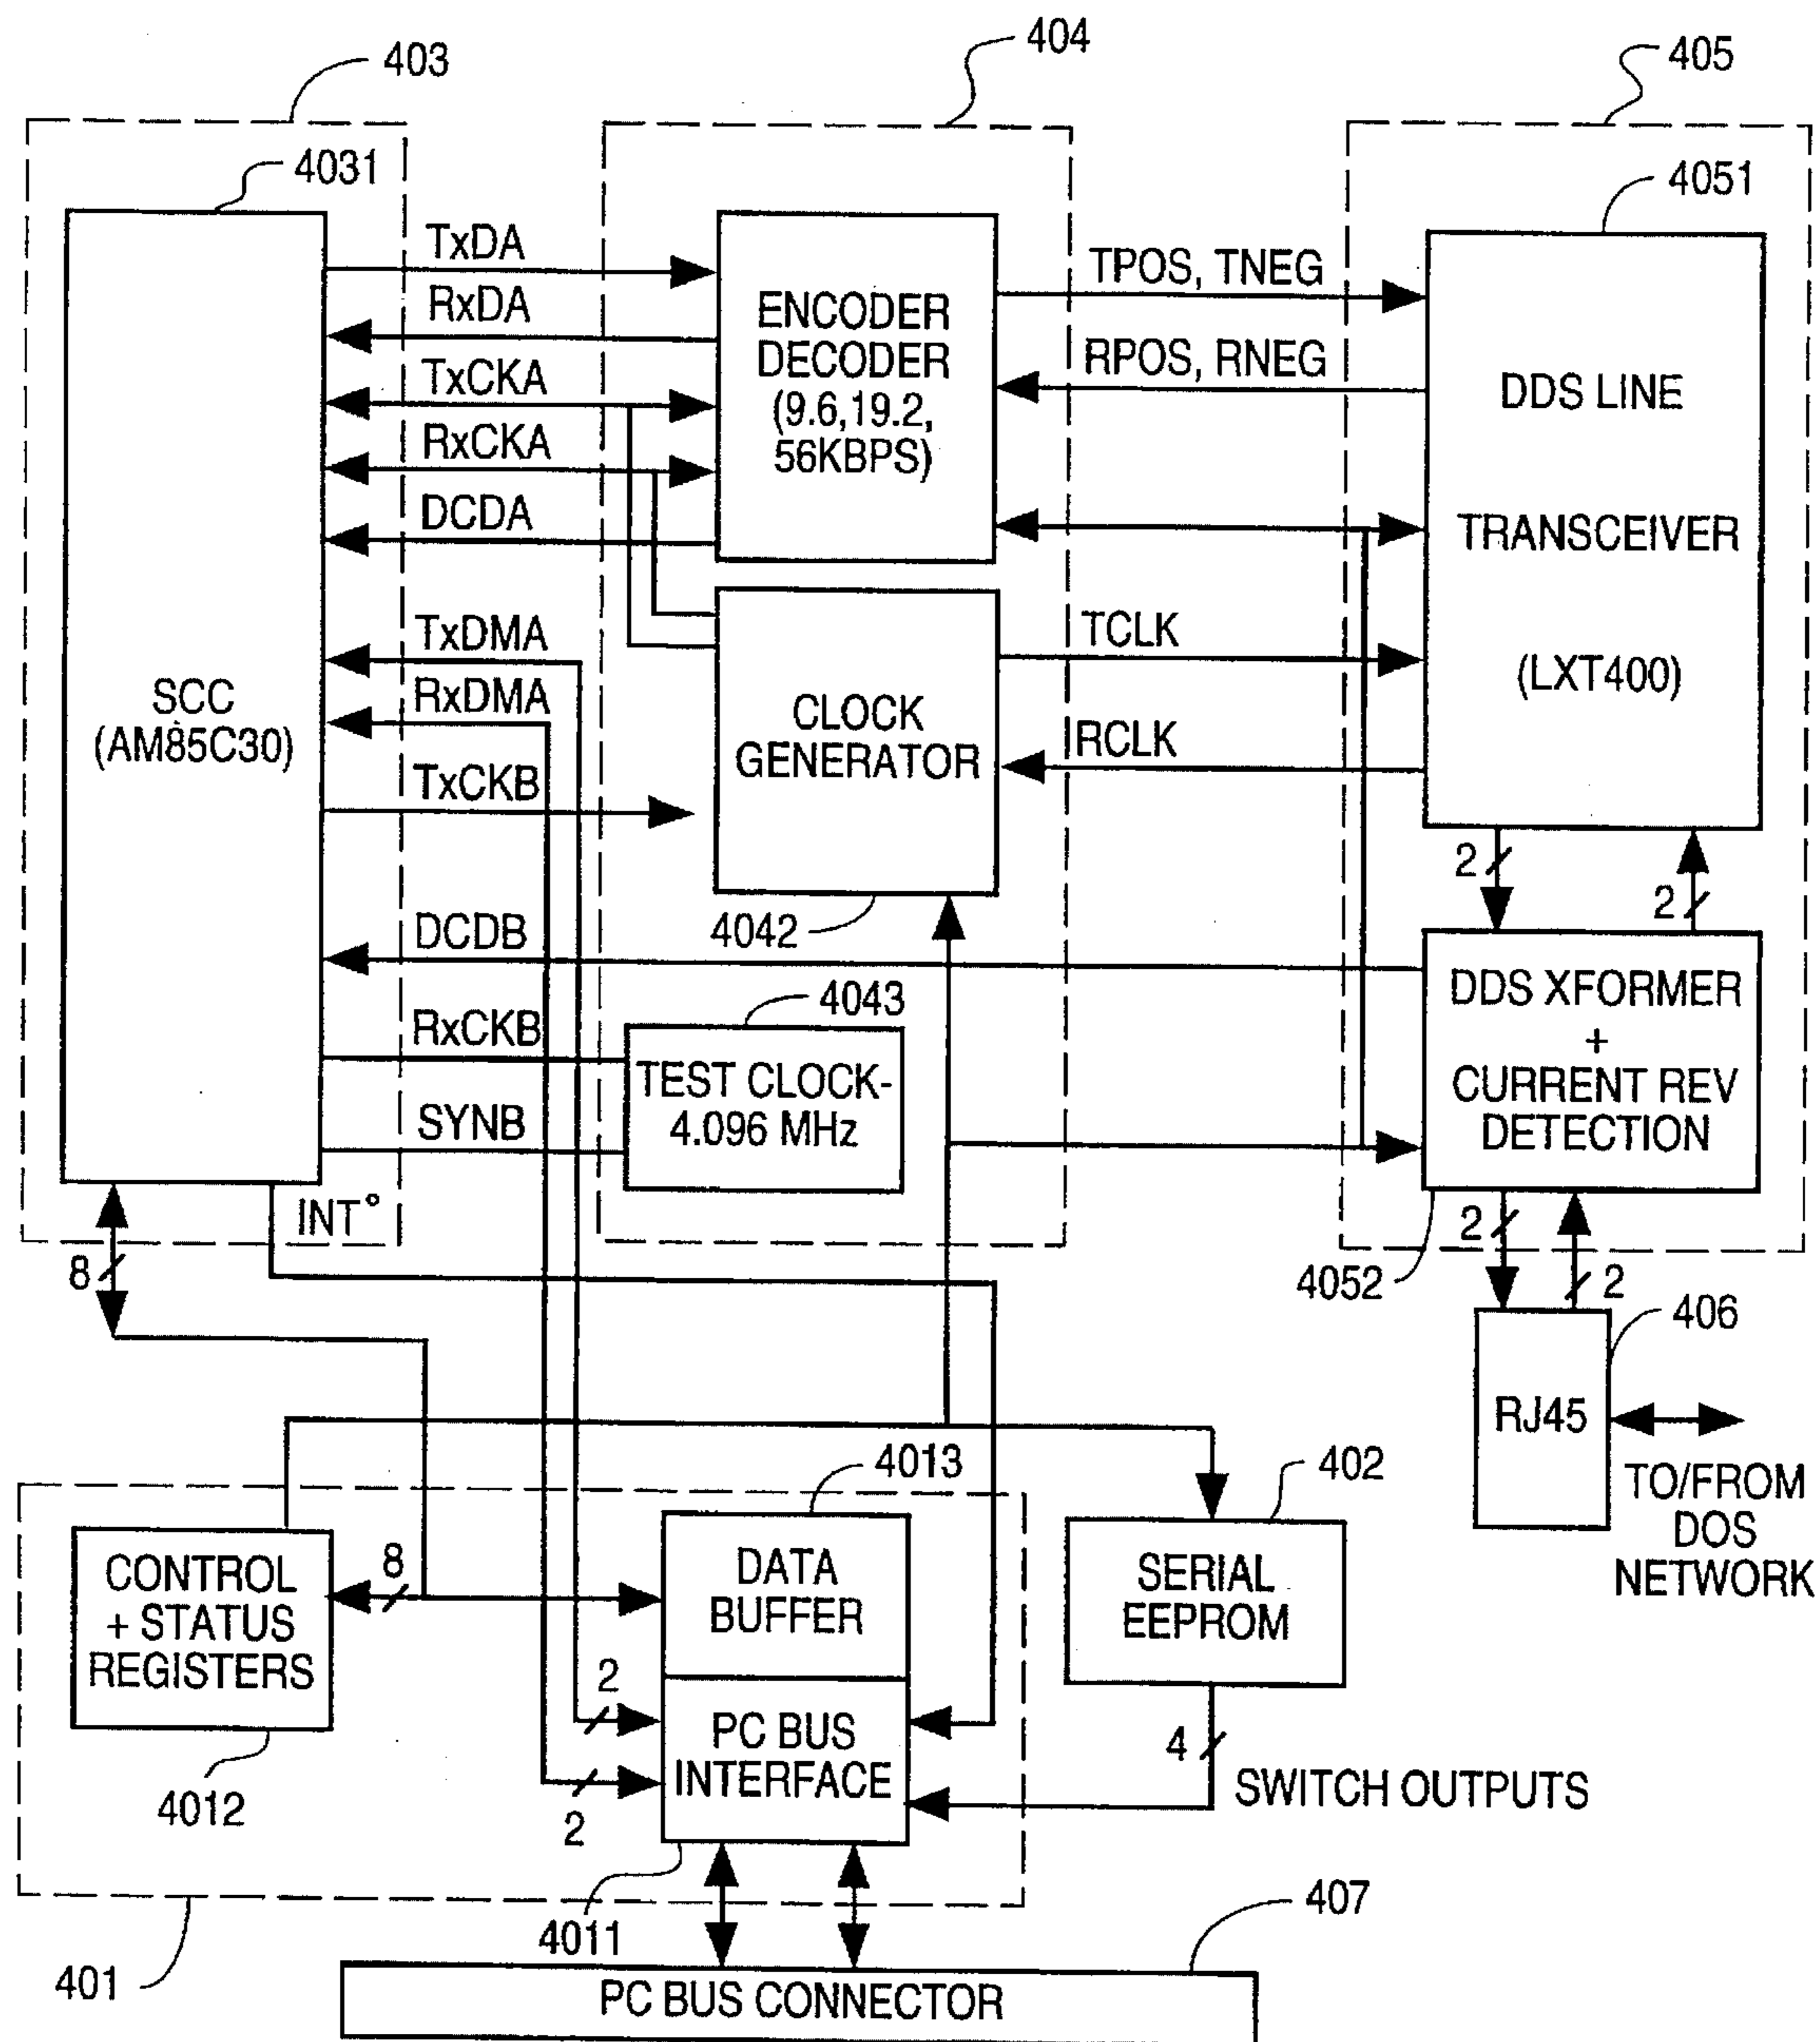 403
404
405
4031
4051
TxDA
RxDA
TxCKA
RxCKA
DCDA
TxDMA
RxDMA
TxCKB
DCDB
RxCKB
SYNB
SCC
(AM85C30)
INT°
8
ENCODER
DECODER
(9.6,19.2,
56KBPS)
CLOCK
GENERATOR
4042
4043
TEST CLOCK-
4.096 MHz
TPOS, TNEG
RPOS, RNEG
TCLK
RCLK
DDS LINE
TRANSCEIVER
(LXT400)
2
2
DDS XFORMER
+
CURRENT REV
DETECTION
2
2
4052
406
RJ45
TO/FROM
DOS
NETWORK
4013
402
CONTROL
+ STATUS
REGISTERS
8
DATA
BUFFER
SERIAL
EEPROM
2
2
PC BUS
INTERFACE
4
SWITCH OUTPUTS
4012
4011
401
407
PC BUS CONNECTOR